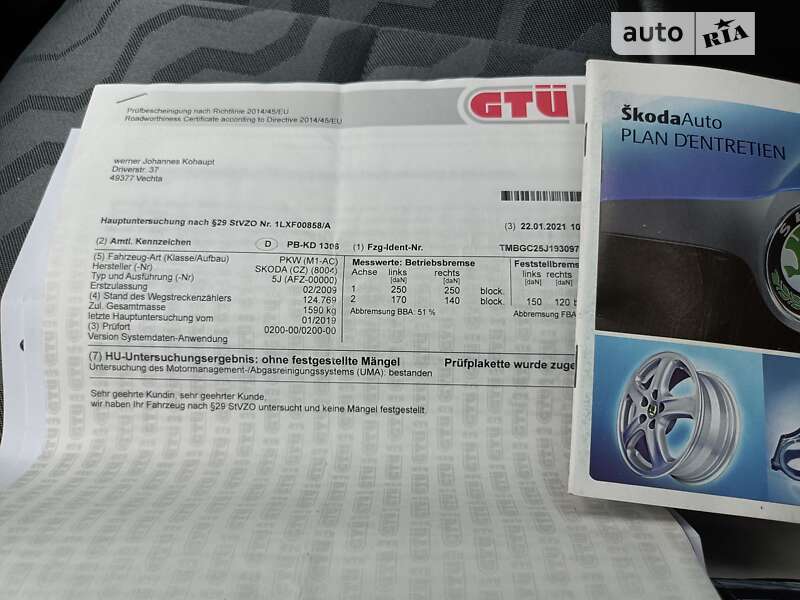 auto RIA
Prüfbescheinigung nach Richtlinie 2014/45/EU
Roadworthiness Certificate according to Directive 2014/45/EU
GTÜ
werner Johannes Kohaupt
Driverstr. 37
49377 Vechta
Hauptuntersuchung nach §29 StVZO Nr. 1LXF00858/A
(3) 22.01.2021 10
(2) Amtl. Kennzeichen D PB-KD 1306 (1) Fzg-Ident-Nr. TMBGC25J193097
(5) Fahrzeug-Art (Klasse/Aufbau) PKW (M1-AC)
Hersteller (-Nr) SKODA (CZ) (8004)
Typ und Ausführung (-Nr) 5J (AFZ-00000)
Erstzulassung 02/2009
(4) Stand des Wegstreckenzählers 124.769
Zul. Gesamtmasse 1590 kg
letzte Hauptuntersuchung vom 01/2019
(3) Prüfort 0200-00/0200-00
Version Systemdaten-Anwendung
Messwerte: Betriebsbremse
Achse links rechts
[daN] [daN]
1 250 250 block.
2 170 140 block.
Abbremsung BBA: 51 %
Feststellbrems
links rechts
[daN] [daN]
150 120 b
Abbremsung FBA
(7) HU-Untersuchungsergebnis: ohne festgestellte Mängel Prüfplakette wurde zuge
Untersuchung des Motormanagement-/Abgasreinigungssystems (UMA): bestanden
Sehr geehrte Kundin, sehr geehrter Kunde,
wir haben Ihr Fahrzeug nach §29 StVZO untersucht und keine Mängel festgestellt.
ŠkodaAuto
PLAN D'ENTRETIEN